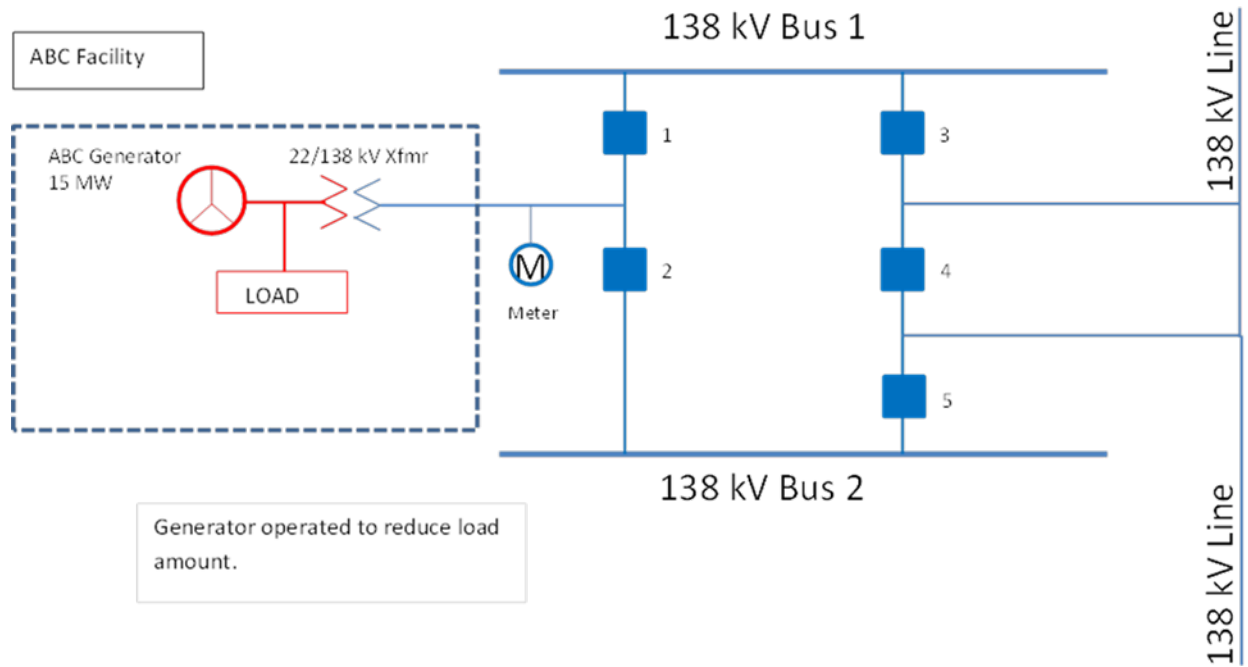 138 kV Bus 1
ABC Facility
138 kV Line
1
3
ABC Generator
15 MW
22/138 kV Xfmr
M
2
4
LOAD
Meter
5
138 kV Bus 2
Generator operated to reduce load
amount.
138 kV Line